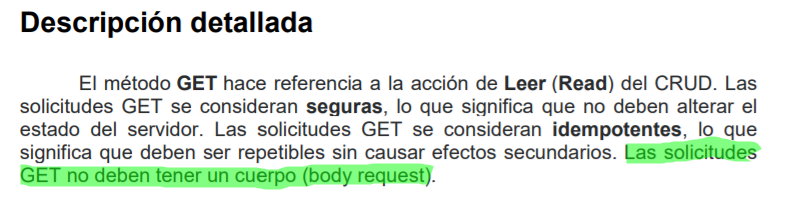 Descripción detallada
El método GET hace referencia a la acción de Leer (Read) del CRUD. Las
solicitudes GET se consideran seguras, lo que significa que no deben alterar el
estado del servidor. Las solicitudes GET se consideran idempotentes, lo que
significa que deben ser repetibles sin causar efectos secundarios. Las solicitudes
GET no deben tener un cuerpo (body request).